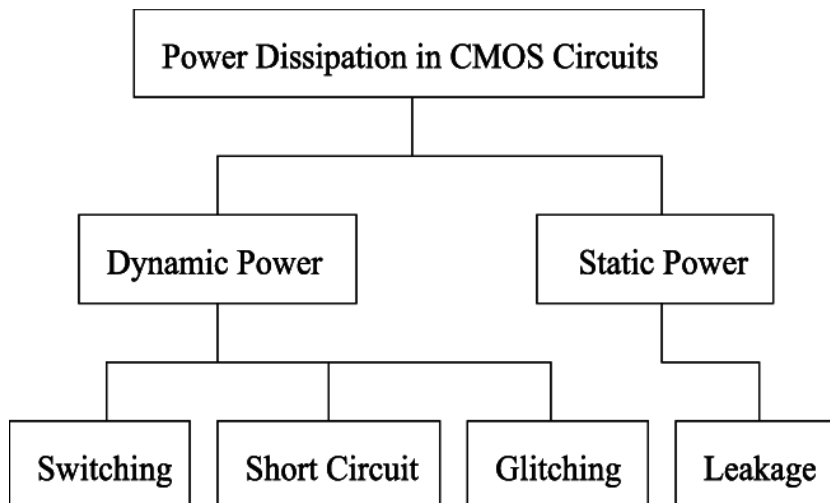 Power Dissipation in CMOS Circuits
Dynamic Power
Static Power
Switching
Short Circuit
Glitching
Leakage